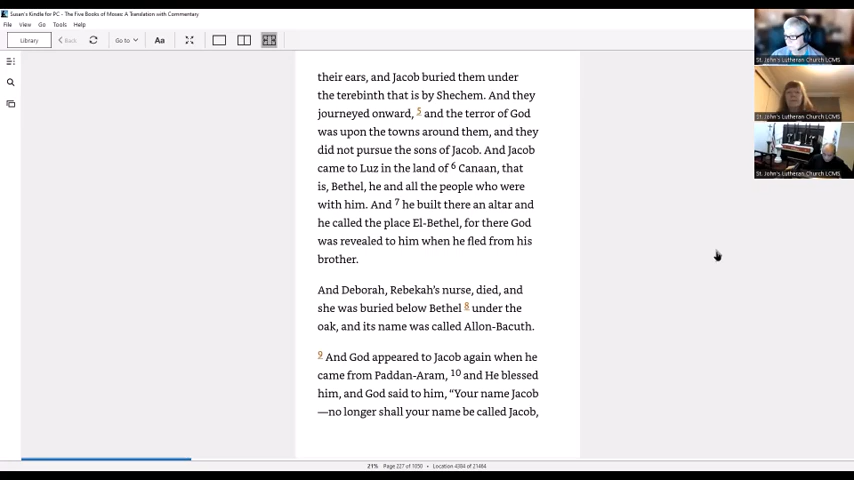 Susan's Kindle for PC - The Five Books of Moses: A Translation with Commentary
File View Go Tools Help
Library Back Go to Aa
their ears, and Jacob buried them under
the terebinth that is by Shechem. And they
journeyed onward, 5 and the terror of God
was upon the towns around them, and they
did not pursue the sons of Jacob. And Jacob
came to Luz in the land of 6 Canaan, that
is, Bethel, he and all the people who were
with him. And 7 he built there an altar and
he called the place El-Bethel, for there God
was revealed to him when he fled from his
brother.
And Deborah, Rebekah's nurse, died, and
she was buried below Bethel 8 under the
oak, and its name was called Allon-Bacuth.
9 And God appeared to Jacob again when he
came from Paddan-Aram, 10 and He blessed
him, and God said to him, “Your name Jacob
—no longer shall your name be called Jacob,
21% Page 227 of 1050 • Location 4384 of 21484
St. John's Lutheran Church LCMS
St. John's Lutheran Church LCMS
St. John's Lutheran Church LCMS